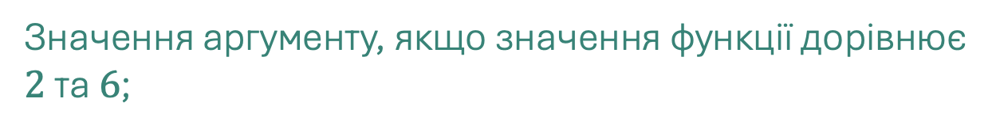 Значення аргументу, якщо значення функції дорівнює
2 та 6;